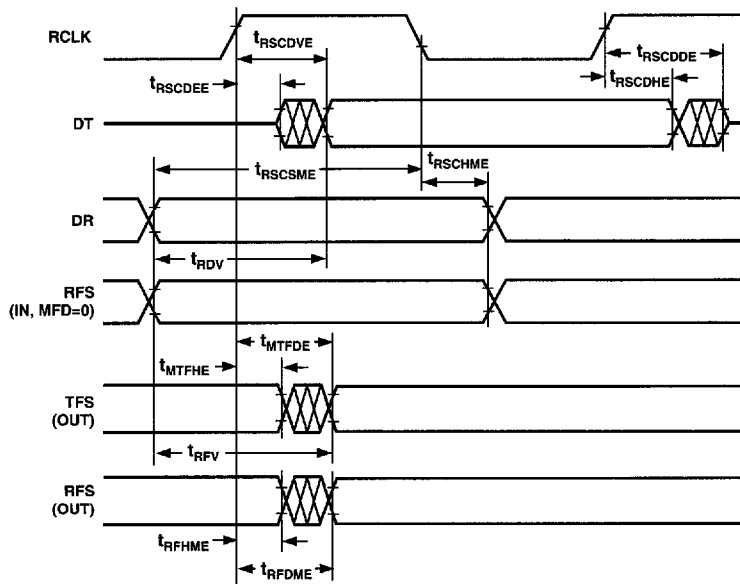 RCLK
tRSCDVE
tRSCDDE
tRSCDEE
tRSCDHE
DT
tRSCSME
tRSCHME
DR
tRDV
RFS
(IN, MFD=0)
tMTFDE
tMTFHE
TFS
(OUT)
tRFV
RFS
(OUT)
tRFHME
tRFDME